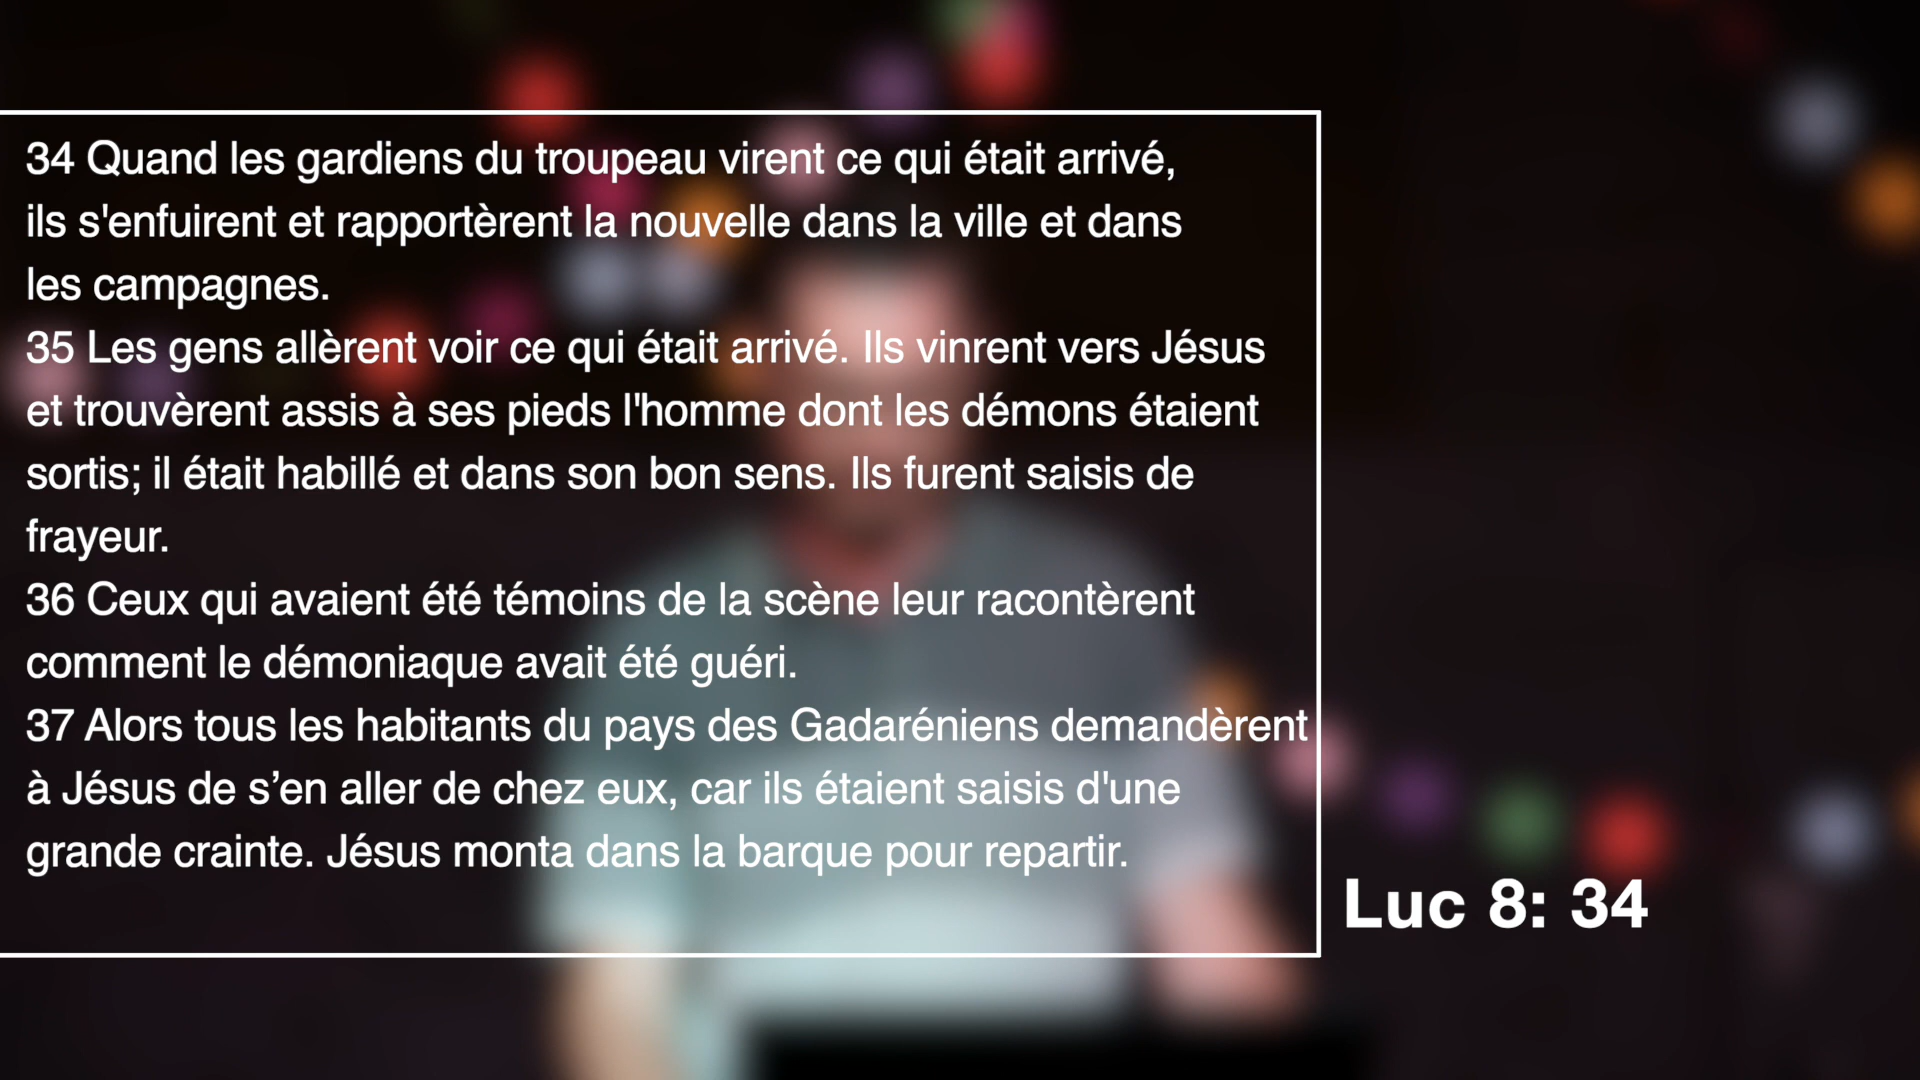 34 Quand les gardiens du troupeau virent ce qui était arrivé,
ils s'enfuirent et rapportèrent la nouvelle dans la ville et dans
les campagnes.
35 Les gens allèrent voir ce qui était arrivé. Ils vinrent vers Jésus
et trouvèrent assis à ses pieds l'homme dont les démons étaient
sortis; il était habillé et dans son bon sens. Ils furent saisis de
frayeur.
36 Ceux qui avaient été témoins de la scène leur racontèrent
comment le démoniaque avait été guéri.
37 Alors tous les habitants du pays des Gadaréniens demandèrent
à Jésus de s’en aller de chez eux, car ils étaient saisis d'une
grande crainte. Jésus monta dans la barque pour repartir.
Luc 8: 34